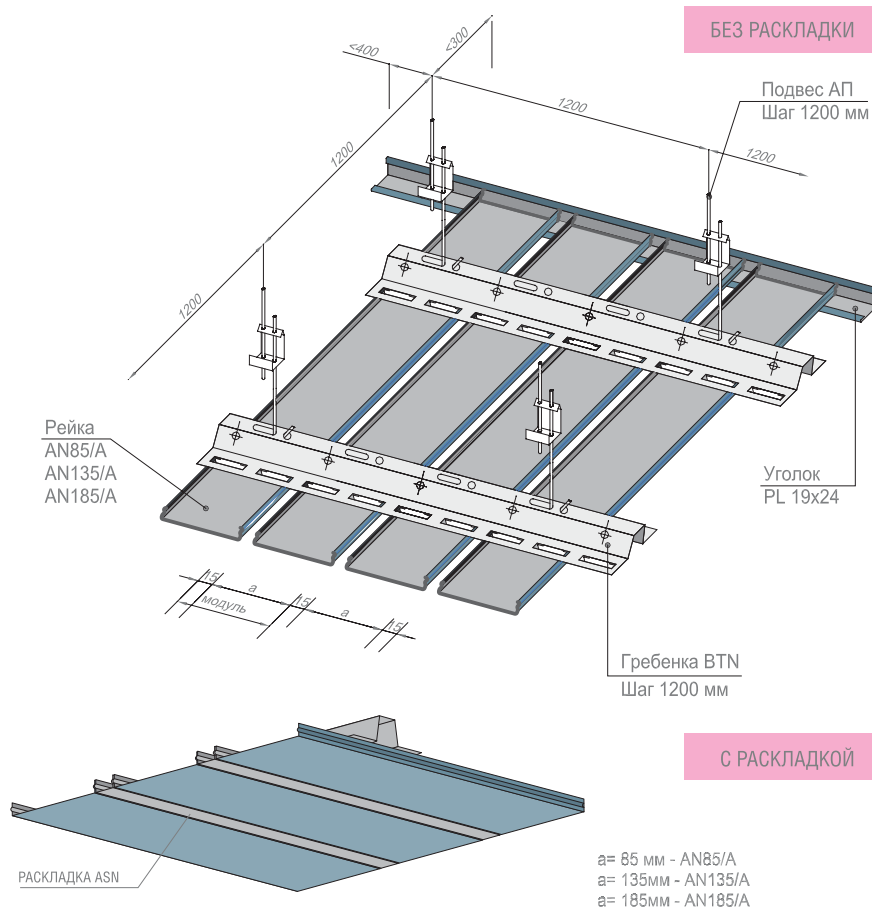 БЕЗ РАСКЛАДКИ
<300
<400
1200
1200
1200
1200
Подвес АП
Шаг 1200 мм
Рейка
AN85/A
AN135/A
AN185/A
Уголок
PL 19x24
15
a
модуль
15
a
15
Гребенка BTN
Шаг 1200 мм
С РАСКЛАДКОЙ
РАСКЛАДКА ASN
a= 85 мм - AN85/A
a= 135мм - AN135/A
a= 185мм - AN185/A